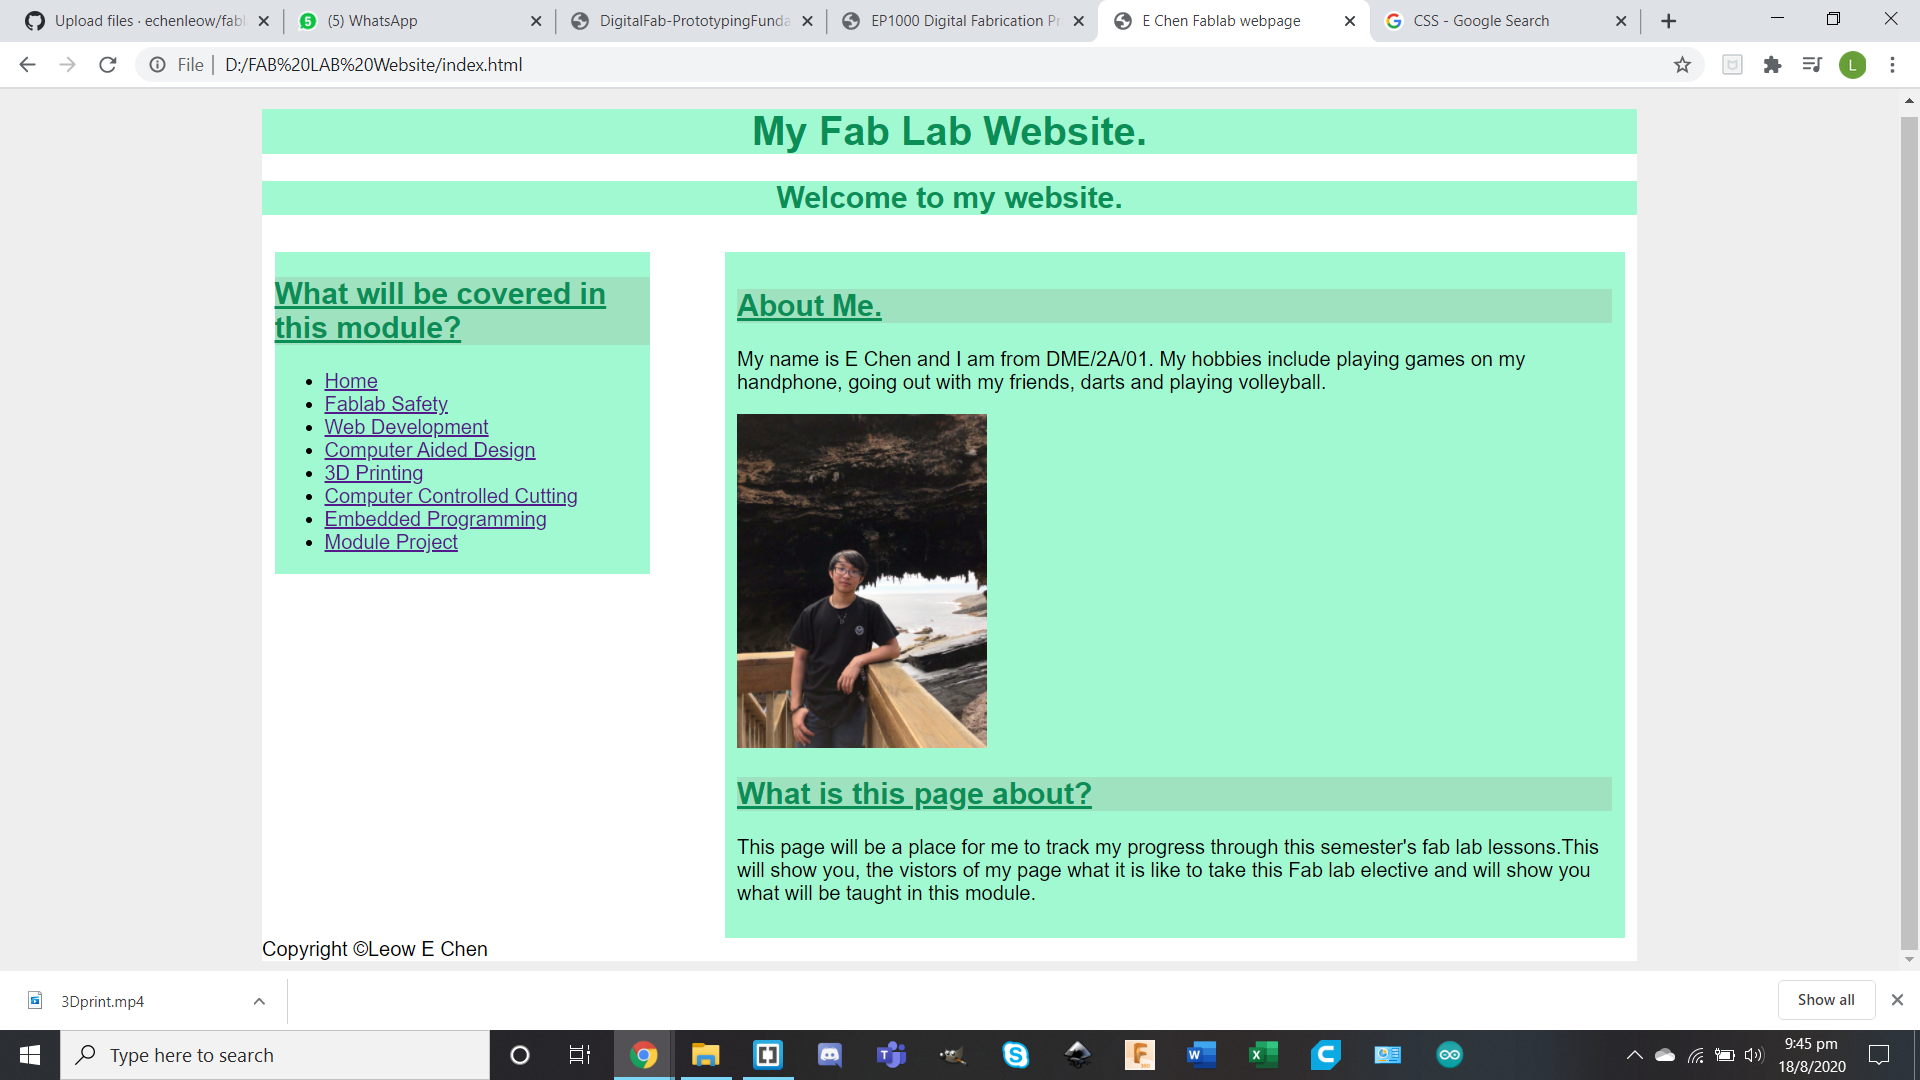 Upload files · echenleow/fabl
(5) WhatsApp
DigitalFab-PrototypingFunda
EP1000 Digital Fabrication Pr
E Chen Fablab webpage
CSS - Google Search
File
D:/FAB%20LAB%20Website/index.html
L
My Fab Lab Website.
Welcome to my website.
What will be covered in
this module?
Home
Fablab Safety
Web Development
Computer Aided Design
3D Printing
Computer Controlled Cutting
Embedded Programming
Module Project
About Me.
My name is E Chen and I am from DME/2A/01. My hobbies include playing games on my
handphone, going out with my friends, darts and playing volleyball.
What is this page about?
This page will be a place for me to track my progress through this semester's fab lab lessons.This
will show you, the vistors of my page what it is like to take this Fab lab elective and will show you
what will be taught in this module.
Copyright ©Leow E Chen
3Dprint.mp4
Show all
Type here to search
9:45 pm
18/8/2020